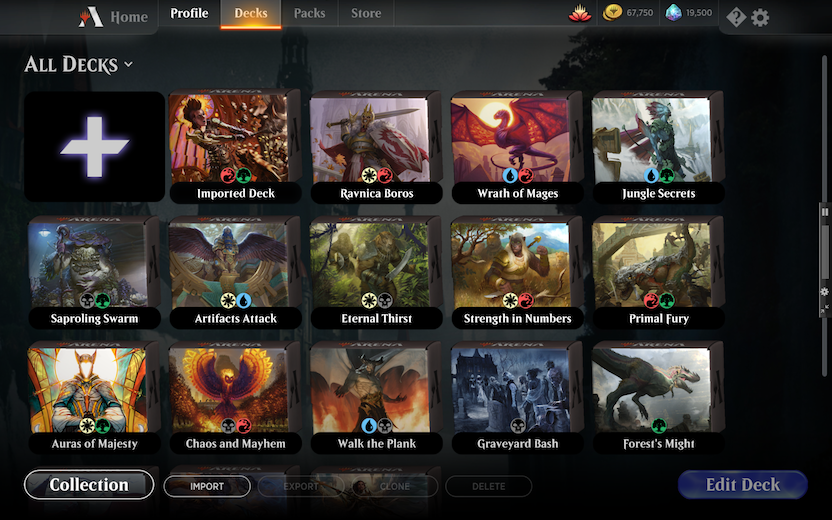 Home Profile Decks Packs Store 67,750 19,500
ALL DECKS
Imported Deck Ravnica Boros Wrath of Mages Jungle Secrets
Saproling Swarm Artifacts Attack Eternal Thirst Strength in Numbers Primal Fury
Auras of Majesty Chaos and Mayhem Walk the Plank Graveyard Bash Forest's Might
Collection IMPORT EXPORT CLONE DELETE Edit Deck